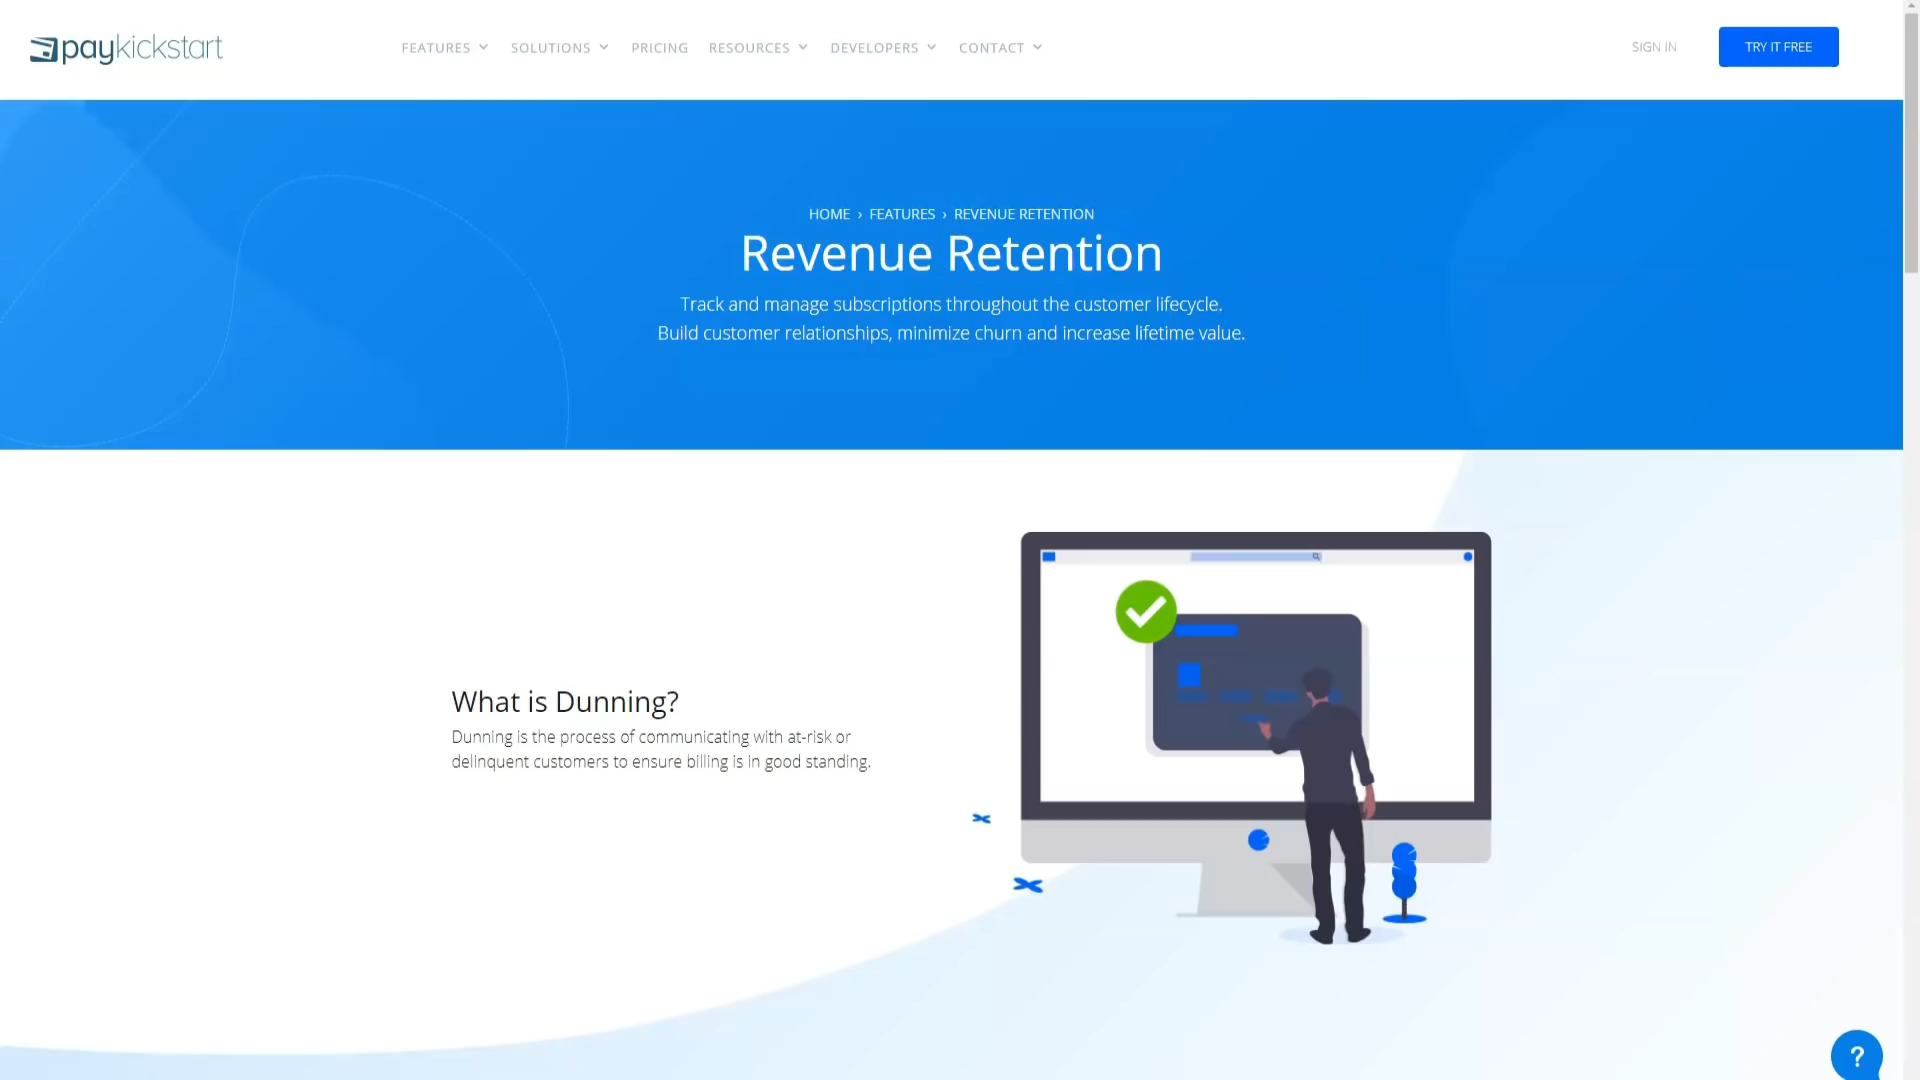 paykickstart
FEATURES SOLUTIONS PRICING RESOURCES DEVELOPERS CONTACT
SIGN IN
TRY IT FREE
HOME › FEATURES › REVENUE RETENTION
Revenue Retention
Track and manage subscriptions throughout the customer lifecycle.
Build customer relationships, minimize churn and increase lifetime value.
What is Dunning?
Dunning is the process of communicating with at-risk or
delinquent customers to ensure billing is in good standing.
?